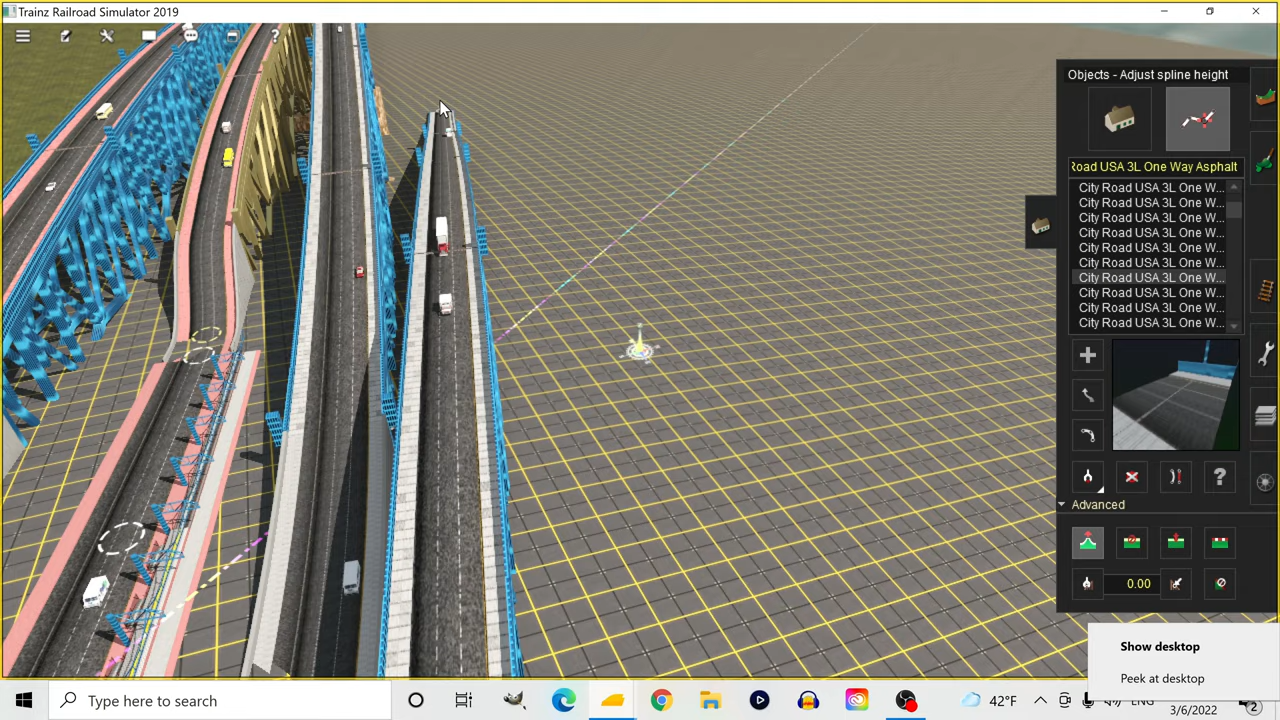 Trainz Railroad Simulator 2019
?
Objects - Adjust spline height
Road USA 3L One Way Asphalt
City Road USA 3L One W...
City Road USA 3L One W...
City Road USA 3L One W...
City Road USA 3L One W...
City Road USA 3L One W...
City Road USA 3L One W...
City Road USA 3L One W...
City Road USA 3L One W...
City Road USA 3L One W...
City Road USA 3L One W...
?
Advanced
0.00
Show desktop
Peek at desktop
Type here to search
42°F
ENG
3/6/2022
2